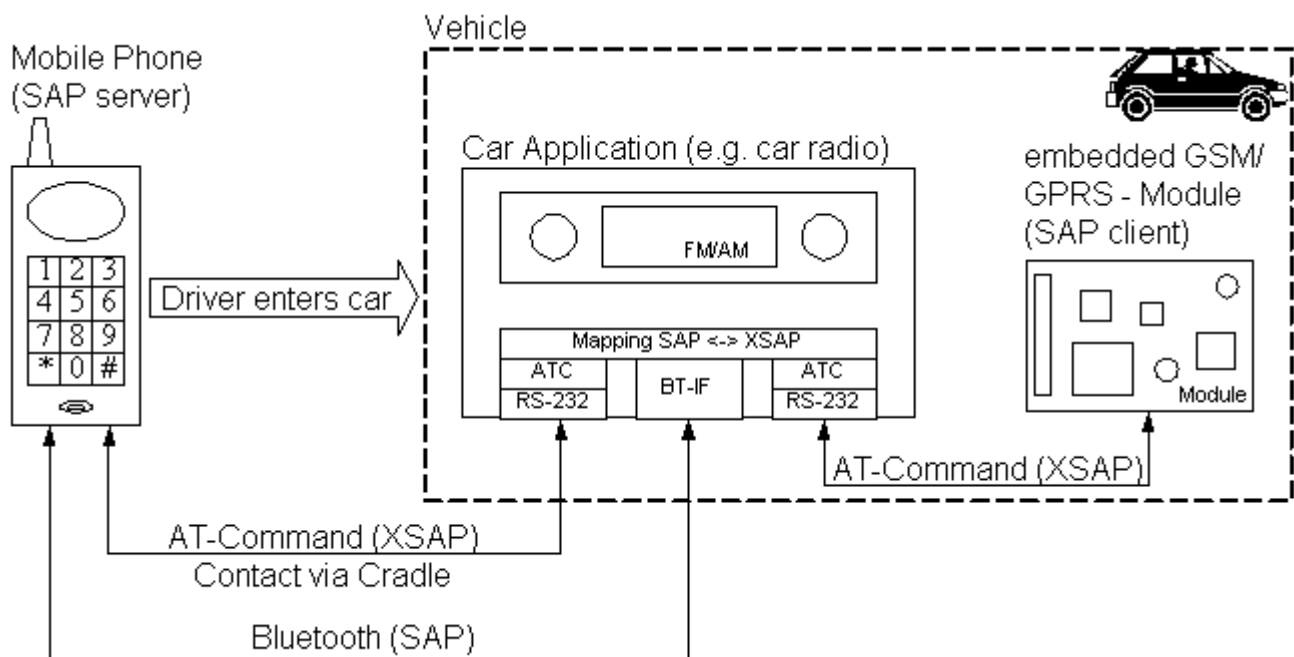 Vehicle
Mobile Phone
(SAP server)
Car Application (e.g. car radio)
embedded GSM/
GPRS - Module
(SAP client)
FM/AM
1 2 3
4 5 6
7 8 9
* 0 #
Driver enters car
Mapping SAP <-> XSAP
ATC
RS-232
BT-IF
ATC
RS-232
Module
AT-Command (XSAP)
AT-Command (XSAP)
Contact via Cradle
Bluetooth (SAP)